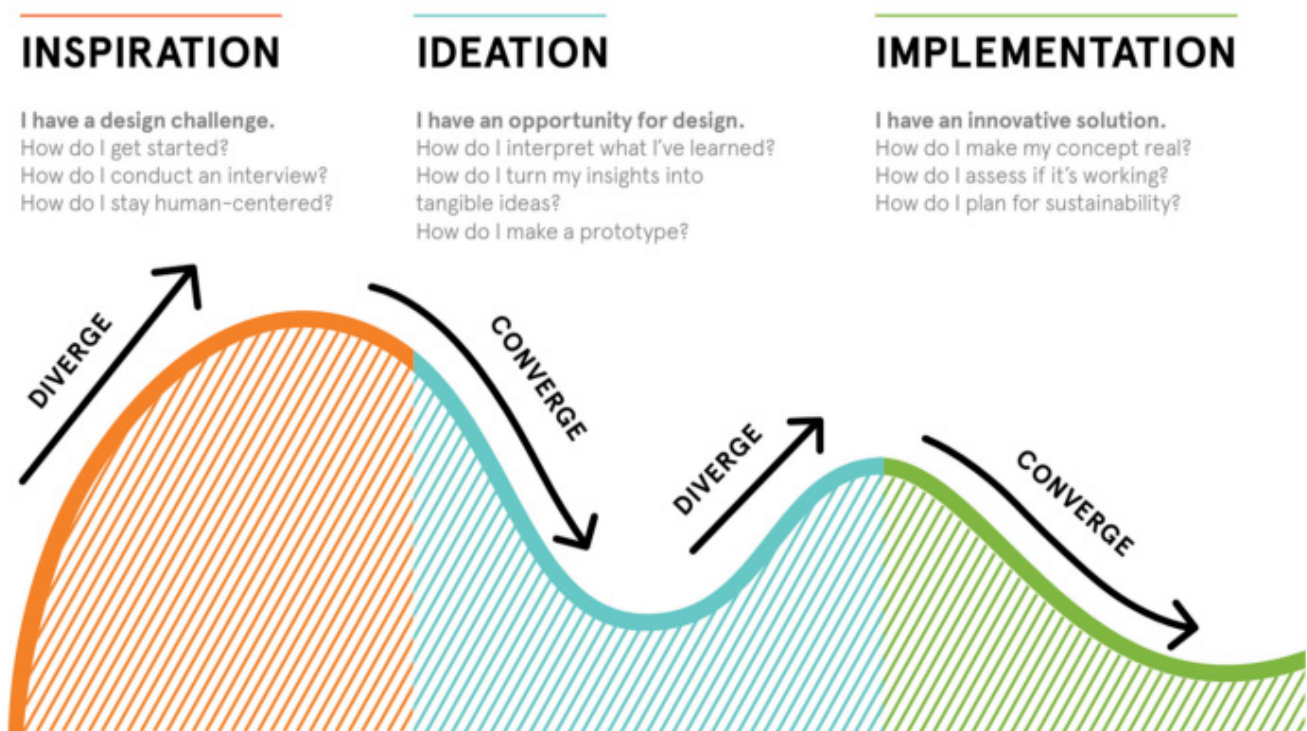 INSPIRATION
I have a design challenge.
How do I get started?
How do I conduct an interview?
How do I stay human-centered?
IDEATION
I have an opportunity for design.
How do I interpret what I've learned?
How do I turn my insights into
tangible ideas?
How do I make a prototype?
IMPLEMENTATION
I have an innovative solution.
How do I make my concept real?
How do I assess if it's working?
How do I plan for sustainability?
DIVERGE
CONVERGE
DIVERGE
CONVERGE